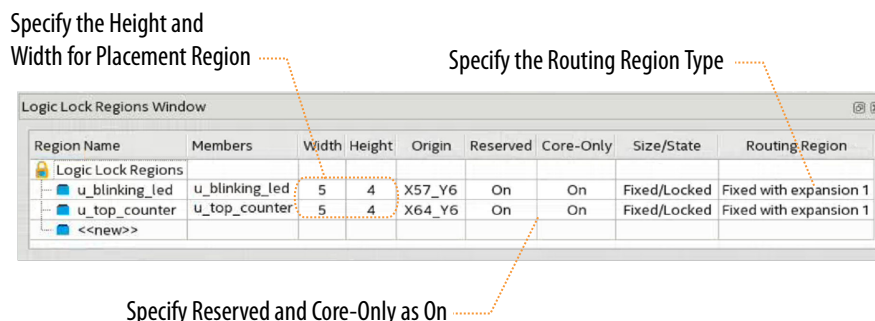 Specify the Height and
Width for Placement Region
Specify the Routing Region Type
Logic Lock Regions Window
Region Name Members Width Height Origin Reserved Core-Only Size/State Routing Region
Logic Lock Regions
u_blinking_led u_blinking_led 5 4 X57_Y6 On On Fixed/Locked Fixed with expansion 1
u_top_counter u_top_counter 5 4 X64_Y6 On On Fixed/Locked Fixed with expansion 1
<<new>>
Specify Reserved and Core-Only as On